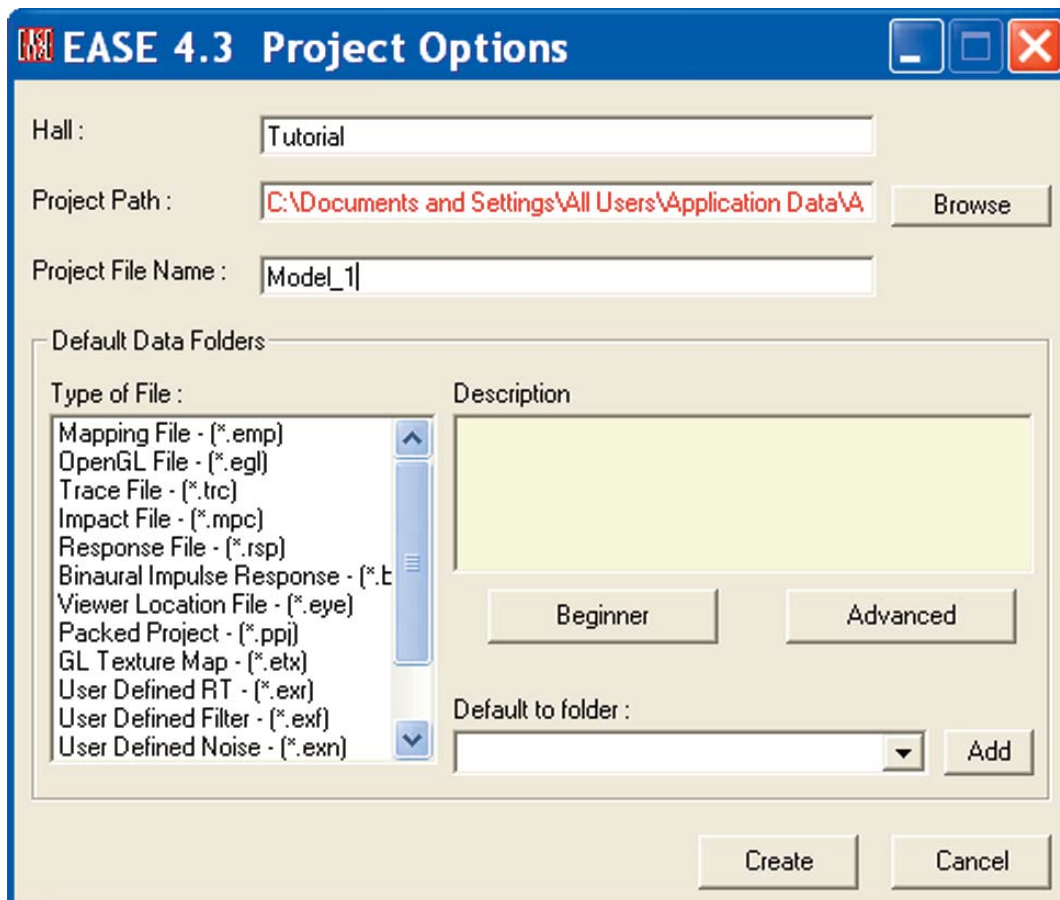 EASE 4.3 Project Options
Hall :
Tutorial
Project Path :
C:\Documents and Settings\All Users\Application Data\A
Browse
Project File Name :
Model_1
Default Data Folders
Type of File :
Mapping File - (*.emp)
OpenGL File - (*.egl)
Trace File - (*.trc)
Impact File - (*.mpc)
Response File - (*.rsp)
Binaural Impulse Response - (*.b
Viewer Location File - (*.eye)
Packed Project - (*.ppj)
GL Texture Map - (*.etx)
User Defined RT - (*.exr)
User Defined Filter - (*.exf)
User Defined Noise - (*.exn)
Description
Beginner
Advanced
Default to folder :
Add
Create
Cancel